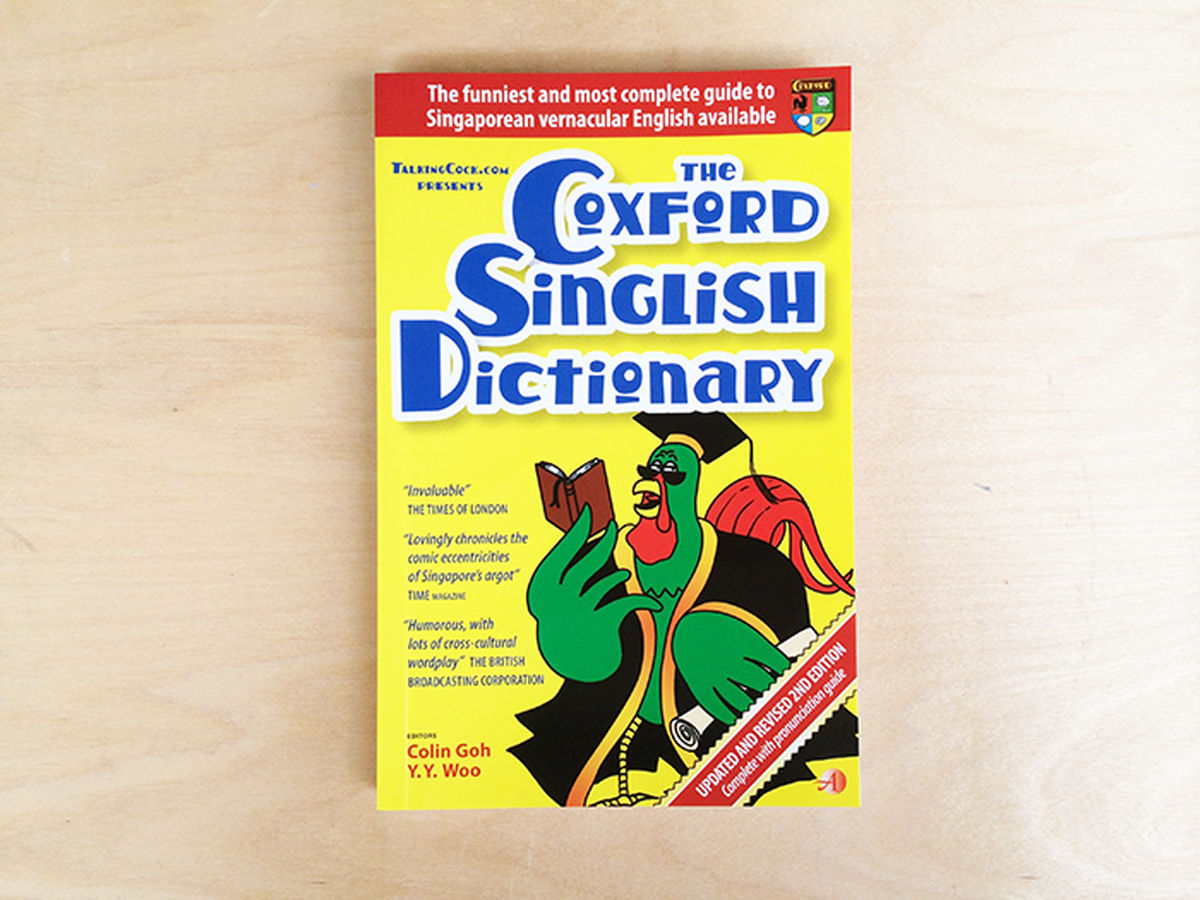 The funniest and most complete guide to
Singaporean vernacular English available
COXFORD
TALKINGCOCK.COM
PRESENTS
THE
COXFORD
SINGLISH
DICTIONARY
“Invaluable”
THE TIMES OF LONDON
“Lovingly chronicles the
comic eccentricities
of Singapore’s argot”
TIME MAGAZINE
“Humorous, with
lots of cross-cultural
wordplay” THE BRITISH
BROADCASTING CORPORATION
EDITORS
Colin Goh
Y.Y. Woo
UPDATED AND REVISED 2ND EDITION
Complete with pronunciation guide
A